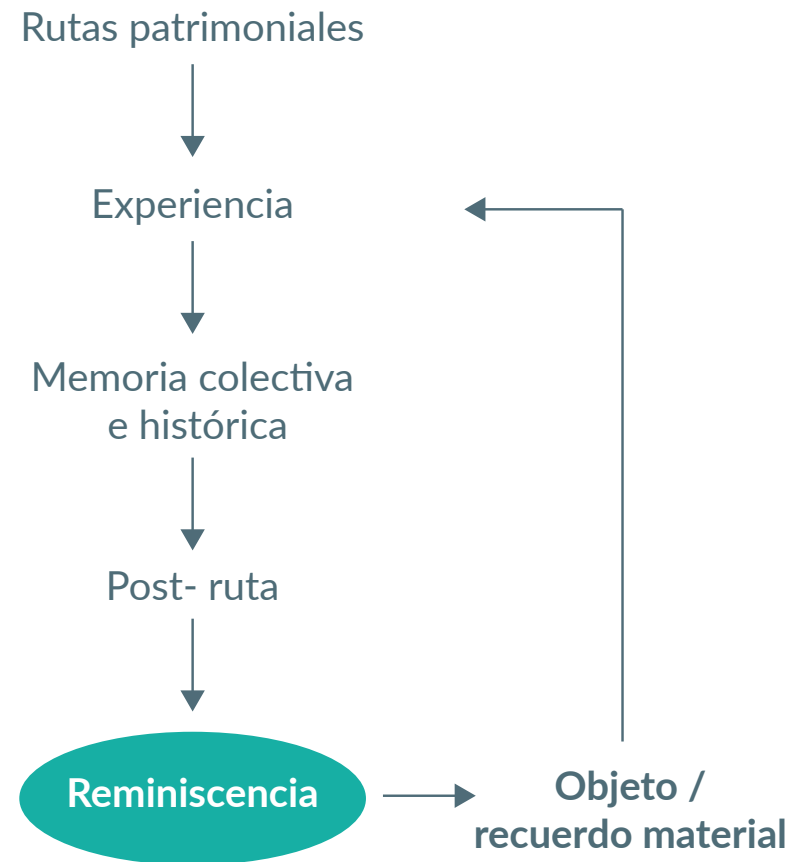 Rutas patrimoniales
Experiencia
Memoria colectiva
e histórica
Post- ruta
Reminiscencia
Objeto /
recuerdo material